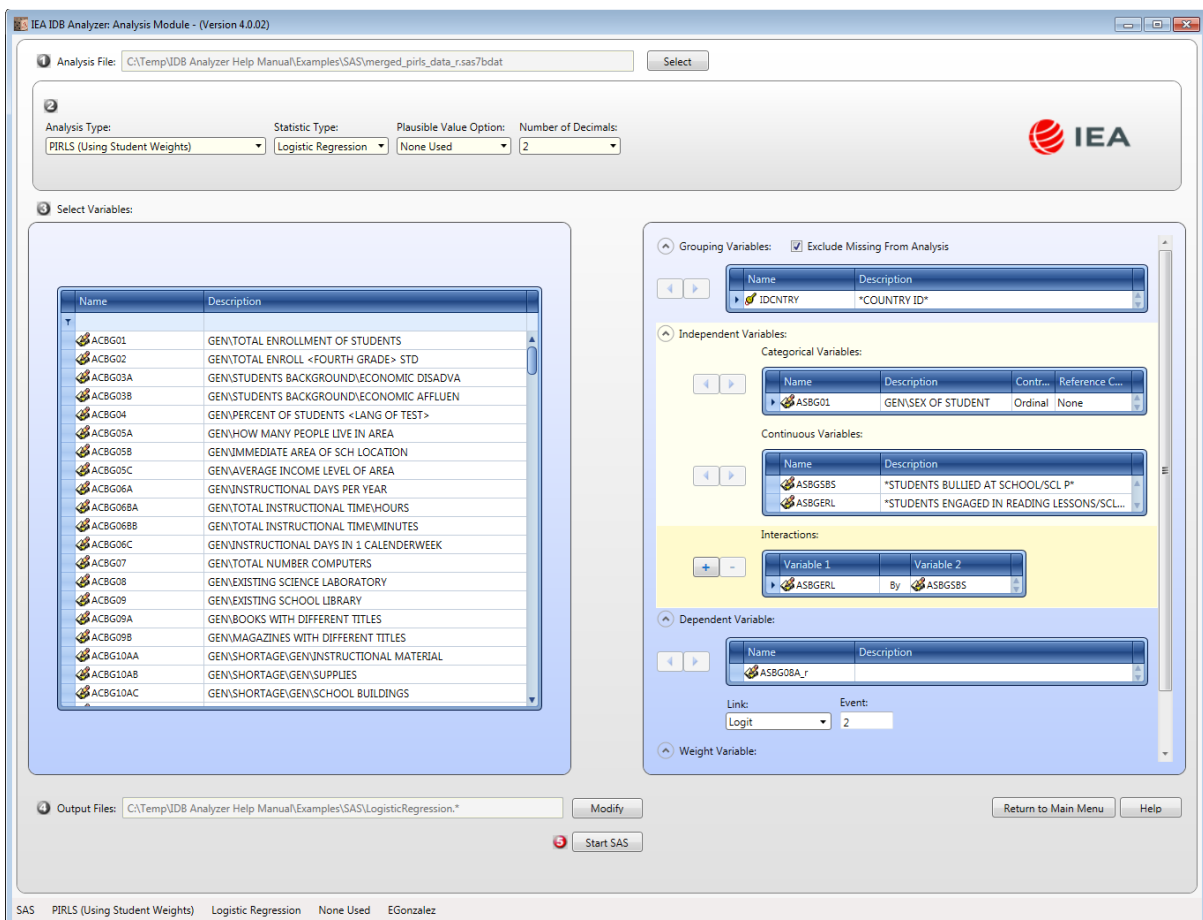 IEA IDB Analyzer: Analysis Module - (Version 4.0.02)
1 Analysis File: C:\Temp\IDB Analyzer Help Manual\Examples\SAS\merged_pirls_data_r.sas7bdat Select
2
Analysis Type: Statistic Type: Plausible Value Option: Number of Decimals:
PIRLS (Using Student Weights) Logistic Regression None Used 2
IEA
3 Select Variables:
Name Description
ACBG01 GEN\TOTAL ENROLLMENT OF STUDENTS
ACBG02 GEN\TOTAL ENROLL <FOURTH GRADE> STD
ACBG03A GEN\STUDENTS BACKGROUND\ECONOMIC DISADVA
ACBG03B GEN\STUDENTS BACKGROUND\ECONOMIC AFFLUEN
ACBG04 GEN\PERCENT OF STUDENTS <LANG OF TEST>
ACBG05A GEN\HOW MANY PEOPLE LIVE IN AREA
ACBG05B GEN\IMMEDIATE AREA OF SCH LOCATION
ACBG05C GEN\AVERAGE INCOME LEVEL OF AREA
ACBG06A GEN\INSTRUCTIONAL DAYS PER YEAR
ACBG06BA GEN\TOTAL INSTRUCTIONAL TIME\HOURS
ACBG06BB GEN\TOTAL INSTRUCTIONAL TIME\MINUTES
ACBG06C GEN\INSTRUCTIONAL DAYS IN 1 CALENDERWEEK
ACBG07 GEN\TOTAL NUMBER COMPUTERS
ACBG08 GEN\EXISTING SCIENCE LABORATORY
ACBG09 GEN\EXISTING SCHOOL LIBRARY
ACBG09A GEN\BOOKS WITH DIFFERENT TITLES
ACBG09B GEN\MAGAZINES WITH DIFFERENT TITLES
ACBG10AA GEN\SHORTAGE\GEN\INSTRUCTIONAL MATERIAL
ACBG10AB GEN\SHORTAGE\GEN\SUPPLIES
ACBG10AC GEN\SHORTAGE\GEN\SCHOOL BUILDINGS
Grouping Variables: Exclude Missing From Analysis
Name Description
IDCNTRY *COUNTRY ID*
Independent Variables:
Categorical Variables:
Name Description Contr... Reference C...
ASBG01 GEN\SEX OF STUDENT Ordinal None
Continuous Variables:
Name Description
ASBGSBS *STUDENTS BULLIED AT SCHOOL/SCL P*
ASBGERL *STUDENTS ENGAGED IN READING LESSONS/SCL...
Interactions:
Variable 1 Variable 2
ASBGERL By ASBGSBS
Dependent Variable:
Name Description
ASBG08A_r
Link: Event:
Logit 2
Weight Variable:
4 Output Files: C:\Temp\IDB Analyzer Help Manual\Examples\SAS\LogisticRegression.* Modify Return to Main Menu Help
5 Start SAS
SAS PIRLS (Using Student Weights) Logistic Regression None Used EGonzalez